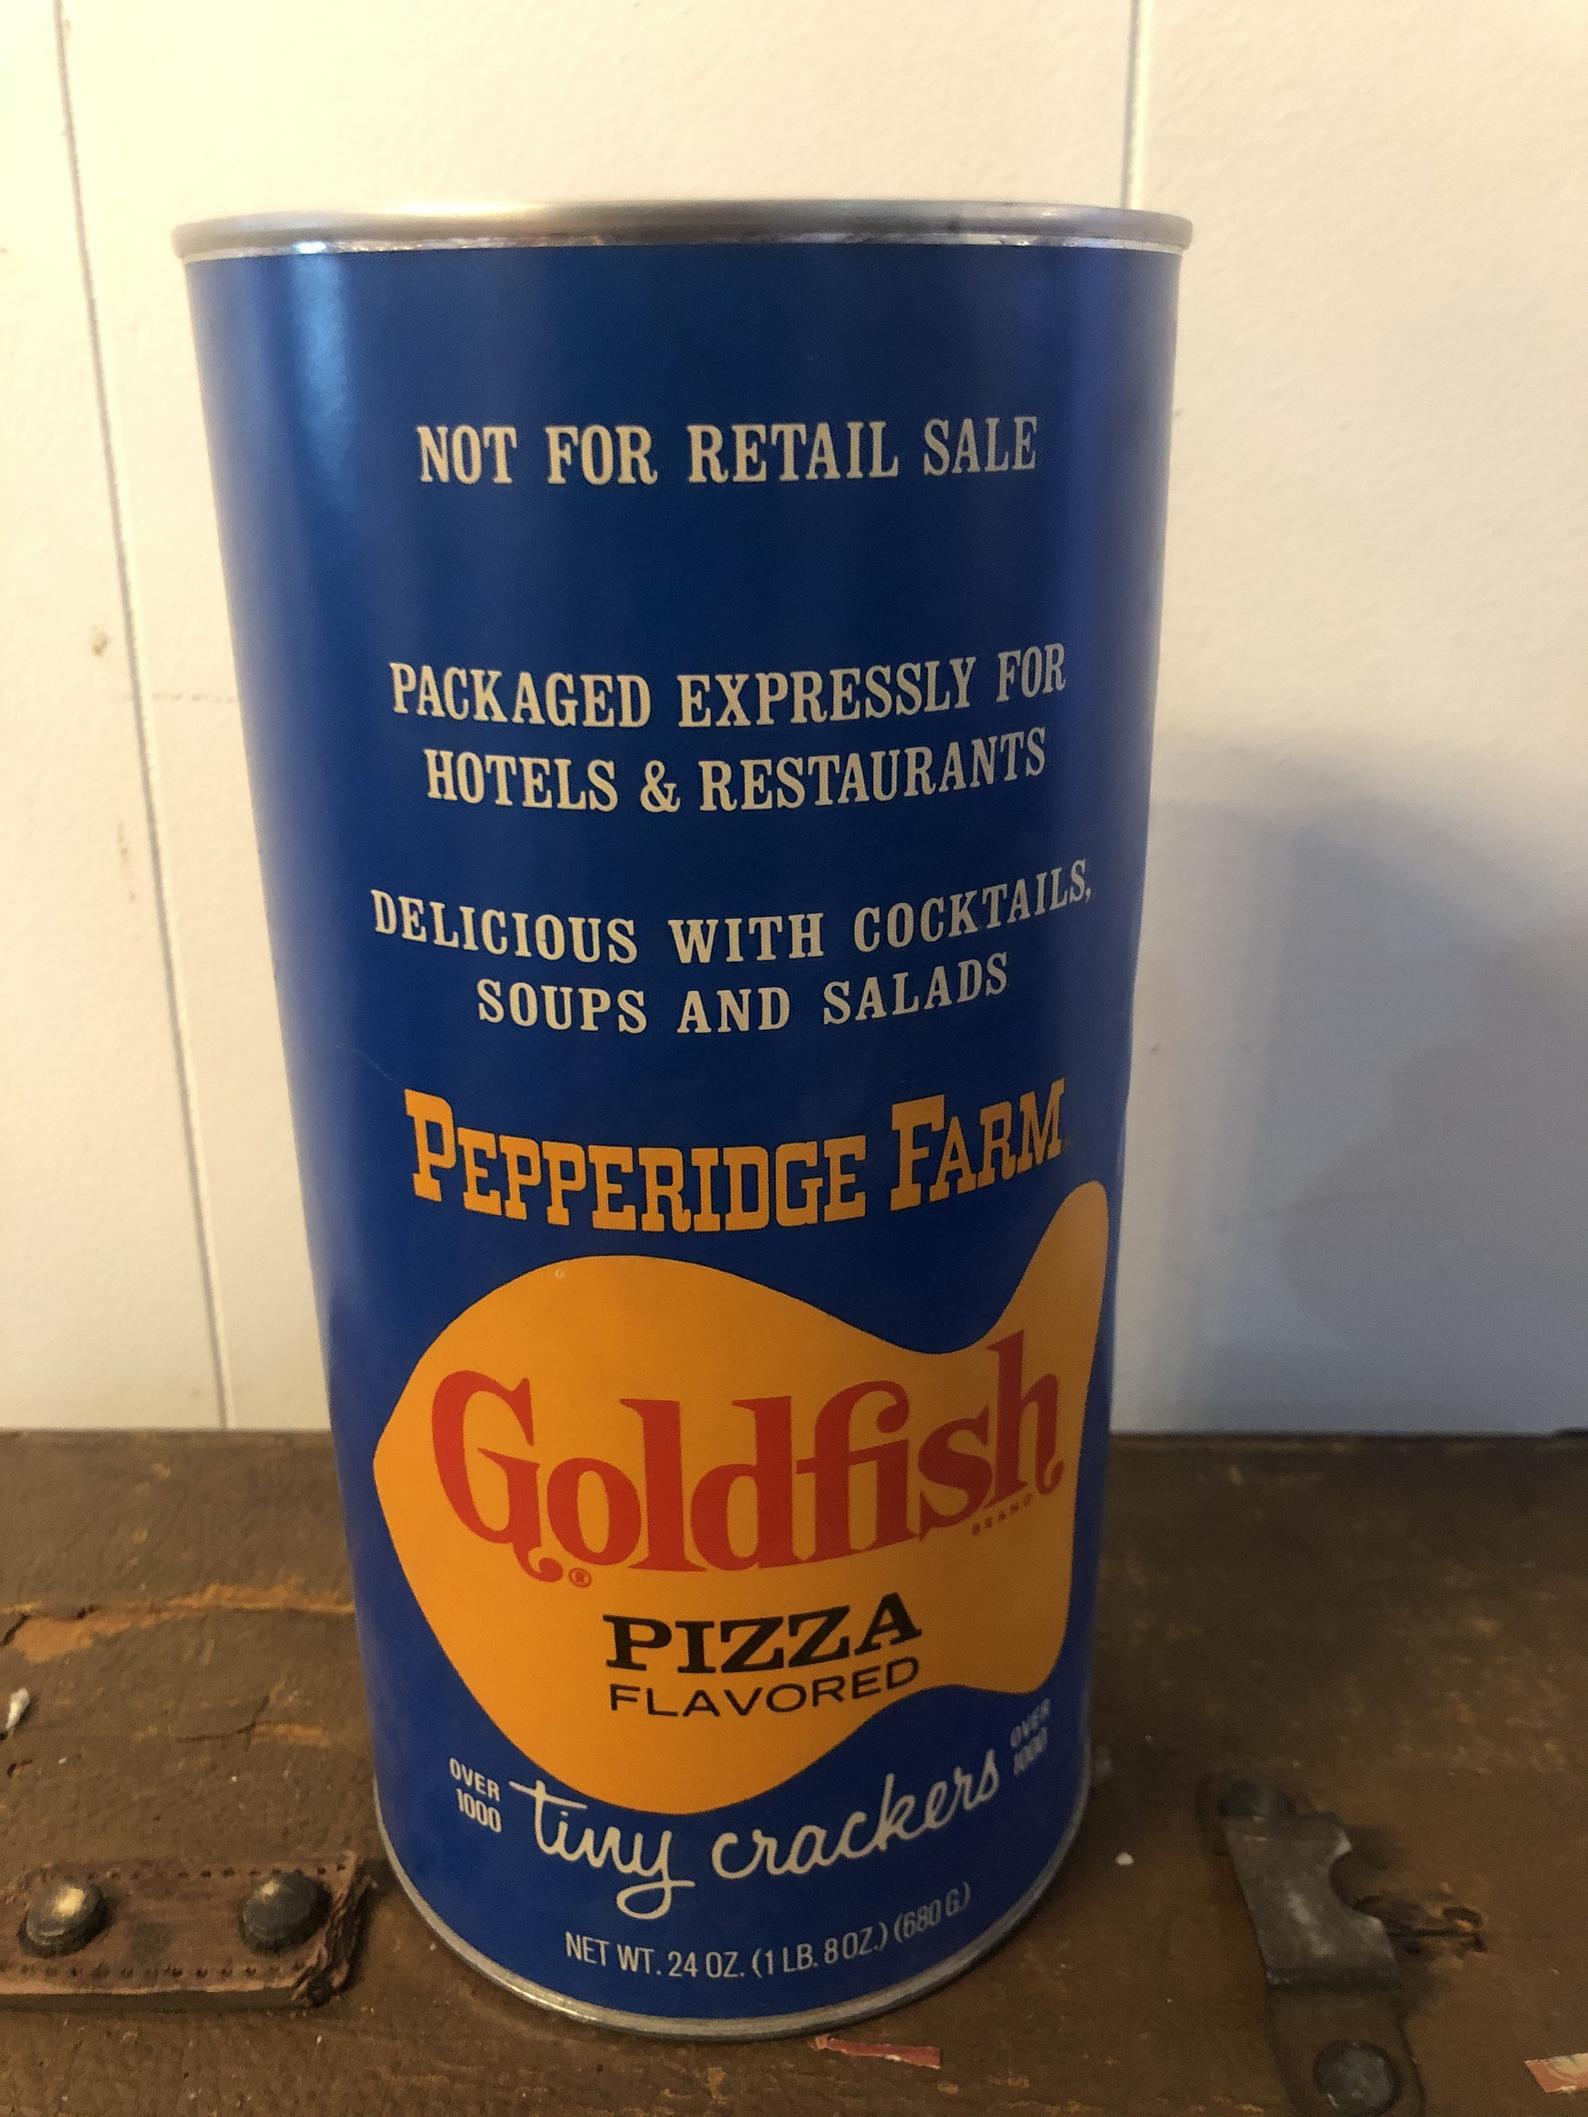 NOT FOR RETAIL SALE
PACKAGED EXPRESSLY FOR
HOTELS & RESTAURANTS
DELICIOUS WITH COCKTAILS,
SOUPS AND SALADS
PEPPERIDGE FARM
Goldfish®
BRAND
PIZZA
FLAVORED
OVER
1000
tiny crackers
OVER
1000
NET WT. 24 OZ. (1 LB. 8 OZ.) (680 G.)